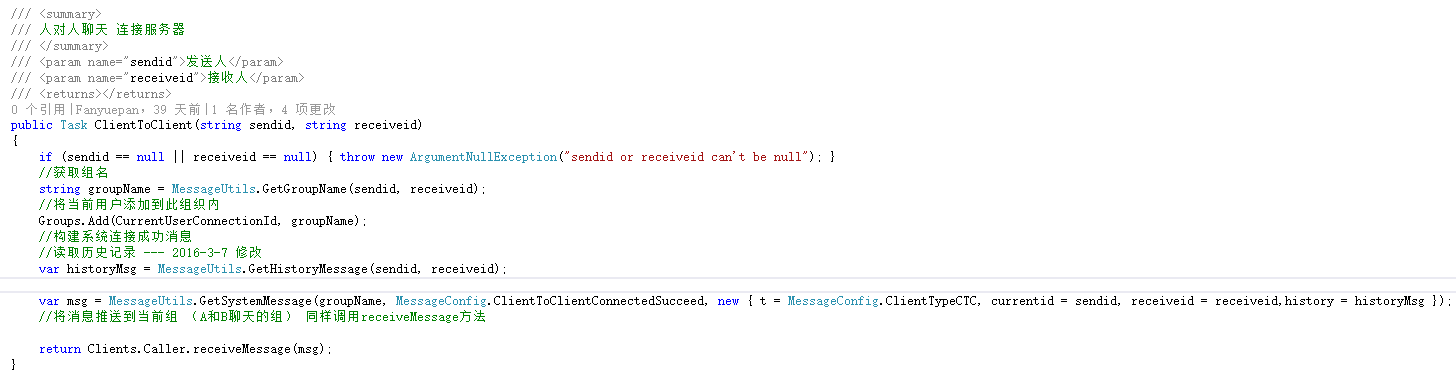 /// <summary>
/// 人对人聊天 连接服务器
/// </summary>
/// <param name="sendid">发送人</param>
/// <param name="receiveid">接收人</param>
/// <returns></returns>
0 个引用|Fanyuepan，39 天前|1 名作者，4 项更改
public Task ClientToClient(string sendid, string receiveid)
{
    if (sendid == null || receiveid == null) { throw new ArgumentNullException("sendid or receiveid can't be null"); }
    //获取组名
    string groupName = MessageUtils.GetGroupName(sendid, receiveid);
    //将当前用户添加到此组织内
    Groups.Add(CurrentUserConnectionId, groupName);
    //构建系统连接成功消息
    //读取历史记录 --- 2016-3-7 修改
    var historyMsg = MessageUtils.GetHistoryMessage(sendid, receiveid);
    var msg = MessageUtils.GetSystemMessage(groupName, MessageConfig.ClientToClientConnectedSucceed, new { t = MessageConfig.ClientTypeCTC, currentid = sendid, receiveid = receiveid,history = historyMsg });
    //将消息推送到当前组 （A和B聊天的组） 同样调用receiveMessage方法
    return Clients.Caller.receiveMessage(msg);
}